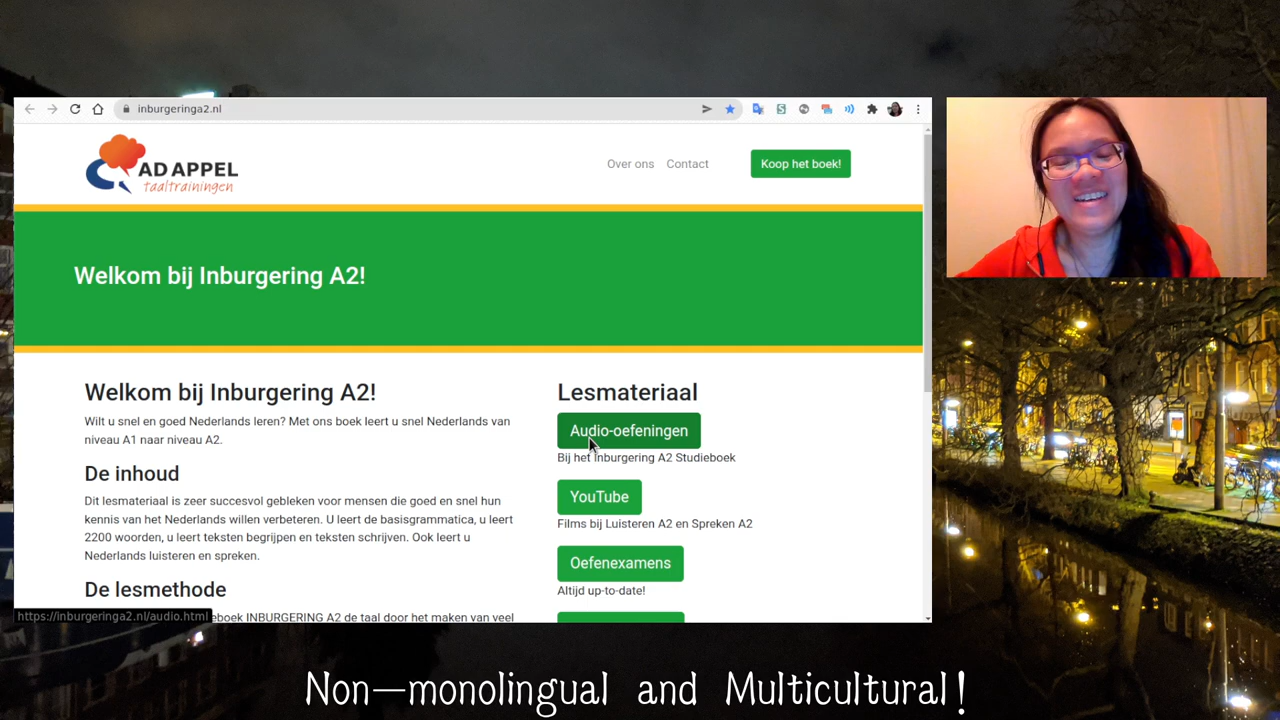 inburgeringa2.nl
AD APPEL
taaltrainingen
Over ons
Contact
Koop het boek!
Welkom bij Inburgering A2!
Welkom bij Inburgering A2!
Wilt u snel en goed Nederlands leren? Met ons boek leert u snel Nederlands van
niveau A1 naar niveau A2.
De inhoud
Dit lesmateriaal is zeer succesvol gebleken voor mensen die goed en snel hun
kennis van het Nederlands willen verbeteren. U leert de basisgrammatica, u leert
2200 woorden, u leert teksten begrijpen en teksten schrijven. Ook leert u
Nederlands luisteren en spreken.
De lesmethode
eboek INBURGERING A2 de taal door het maken van veel
https://inburgeringa2.nl/audio.html
Lesmateriaal
Audio-oefeningen
Bij het Inburgering A2 Studieboek
YouTube
Films bij Luisteren A2 en Spreken A2
Oefenexamens
Altijd up-to-date!
Non-monolingual and Multicultural!